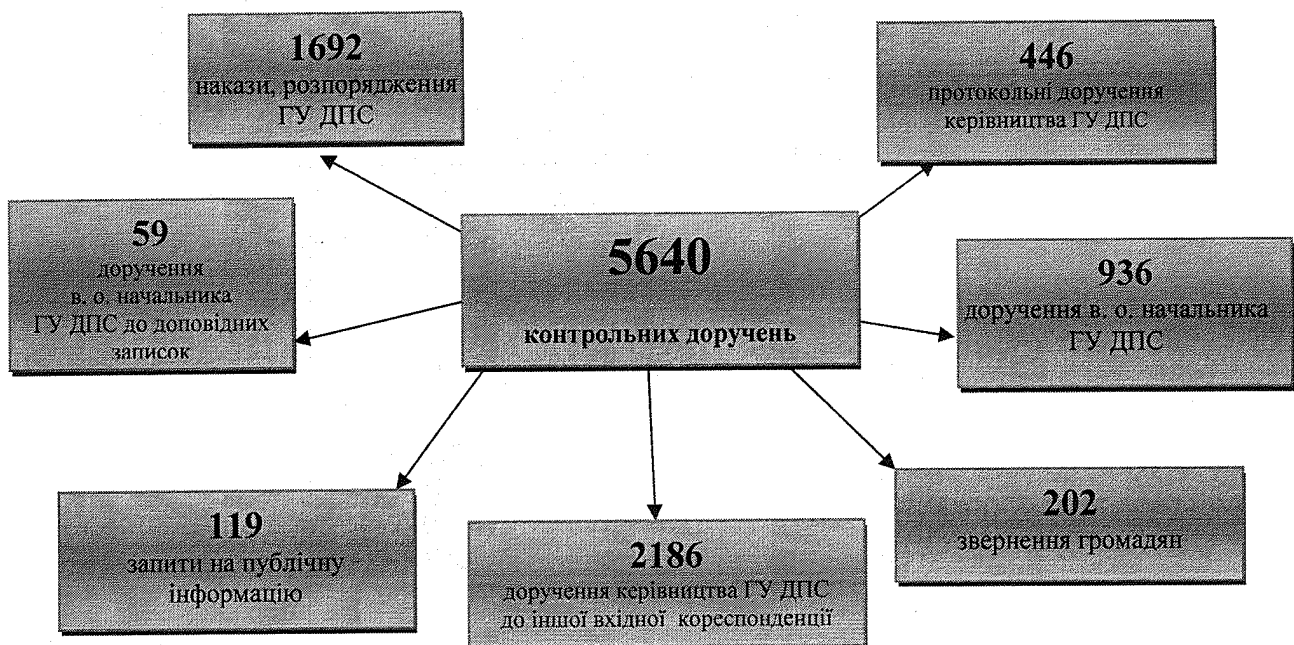 1692
накази, розпорядження
ГУ ДПС
446
протокольні доручення
керівництва ГУ ДПС
59
доручення
в. о. начальника
ГУ ДПС до доповідних
записок
5640
контрольних доручень
936
доручення в. о. начальника
ГУ ДПС
119
запити на публічну
інформацію
2186
доручення керівництва ГУ ДПС
до іншої вхідної кореспонденції
202
звернення громадян